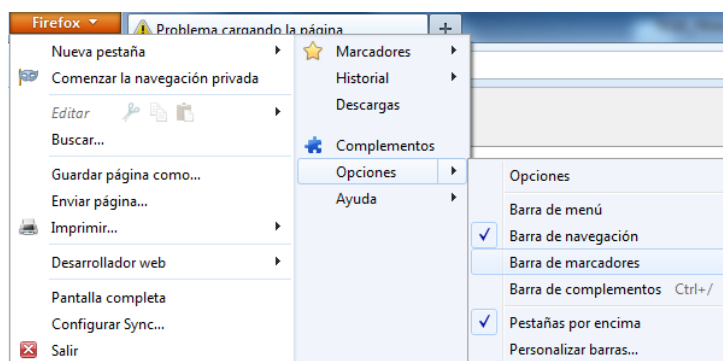 Firefox
Problema cargando la página
+
Nueva pestaña
Comenzar la navegación privada
Editar
Buscar...
Guardar página como...
Enviar página...
Imprimir...
Desarrollador web
Pantalla completa
Configurar Sync...
Salir
Marcadores
Historial
Descargas
Complementos
Opciones
Ayuda
Opciones
Barra de menú
Barra de navegación
Barra de marcadores
Barra de complementos Ctrl+/
Pestañas por encima
Personalizar barras...